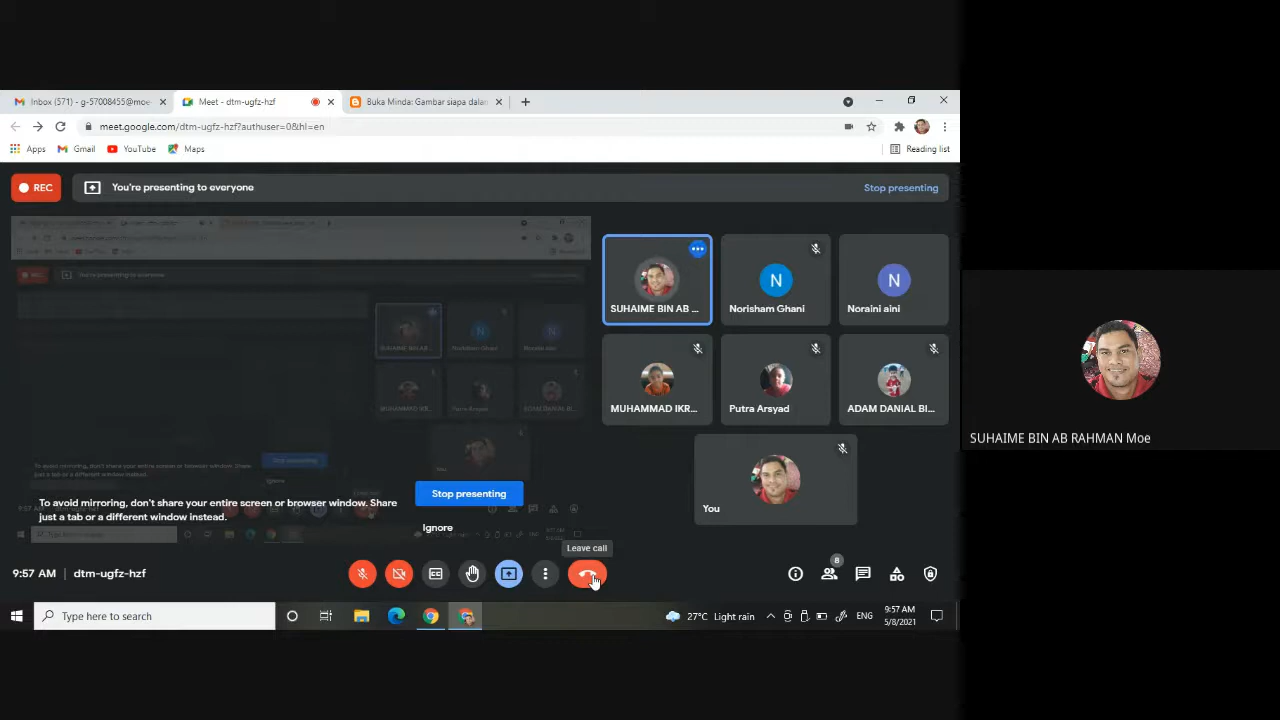 Inbox (571) - g-57008455@moe-
Meet - dtm-ugfz-hzf
Buka Minda: Gambar siapa dalan
meet.google.com/dtm-ugfz-hzf?authuser=0&hl=en
Apps
Gmail
YouTube
Maps
Reading list
REC
You're presenting to everyone
Stop presenting
SUHAIME BIN AB ...
Norisham Ghani
Noraini aini
N
N
MUHAMMAD IKR...
Putra Arsyad
ADAM DANIAL BI...
SUHAIME BIN AB RAHMAN Moe
You
To avoid mirroring, don't share your entire screen or browser window. Share
just a tab or a different window instead.
Stop presenting
Ignore
Leave call
9:57 AM | dtm-ugfz-hzf
8
Type here to search
27°C Light rain
ENG
9:57 AM
5/8/2021